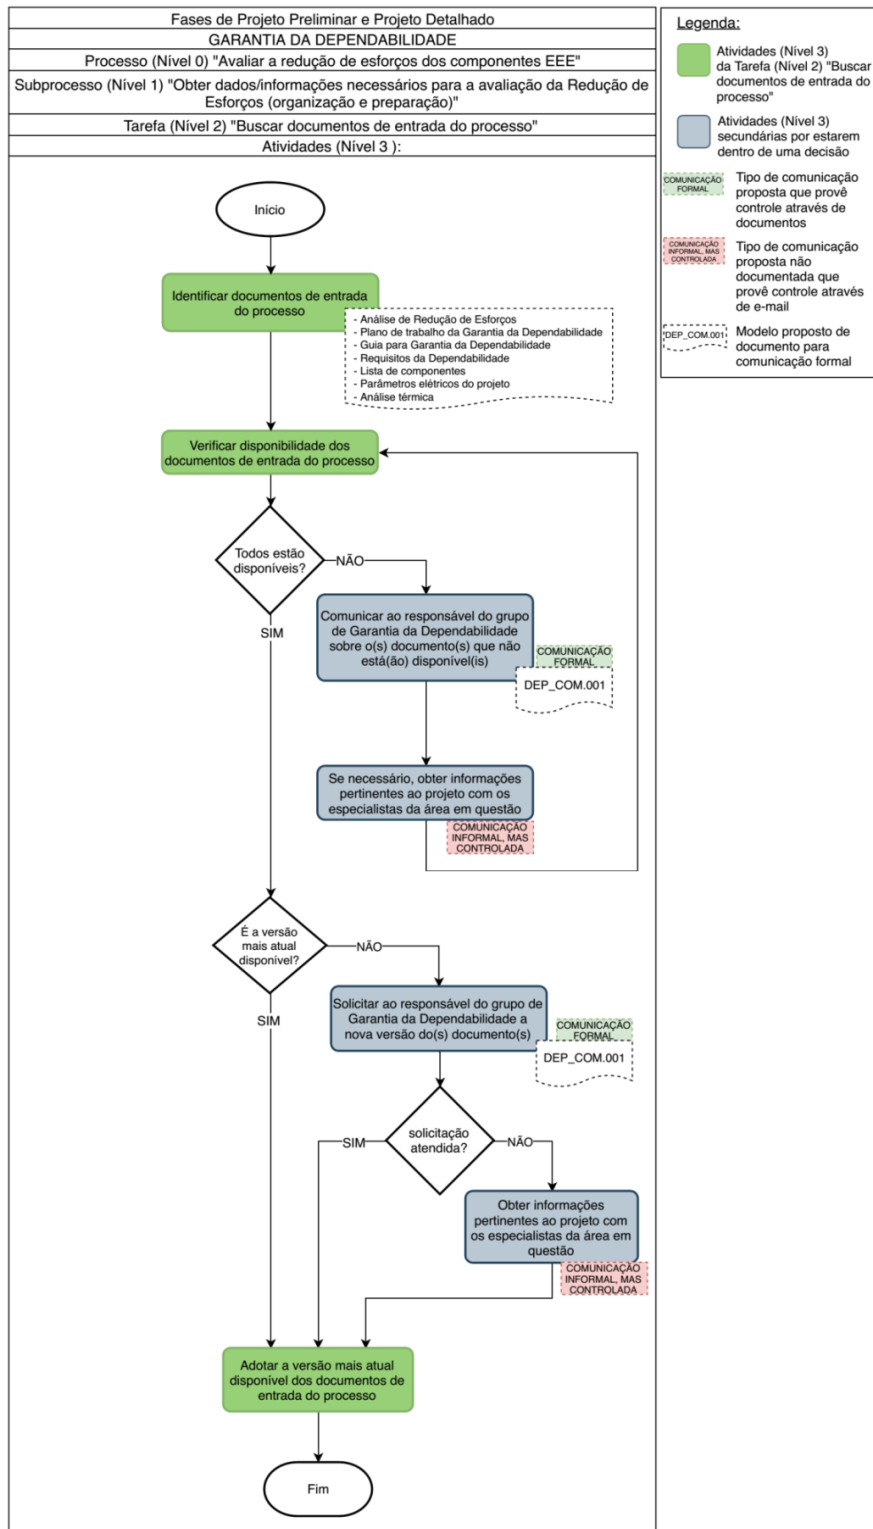 Fases de Projeto Preliminar e Projeto Detalhado
GARANTIA DA DEPENDABILIDADE
Processo (Nível 0) "Avaliar a redução de esforços dos componentes EEE"
Subprocesso (Nível 1) "Obter dados/informações necessários para a avaliação da Redução de
Esforços (organização e preparação)"
Tarefa (Nível 2) "Buscar documentos de entrada do processo"
Atividades (Nível 3 ):
Início
Identificar documentos de entrada
do processo
- Análise de Redução de Esforços
- Plano de trabalho da Garantia da Dependabilidade
- Guia para Garantia da Dependabilidade
- Requisitos da Dependabilidade
- Lista de componentes
- Parâmetros elétricos do projeto
- Análise térmica
Verificar disponibilidade dos
documentos de entrada do processo
Todos estão
disponíveis?
NÃO
SIM
Comunicar ao responsável do grupo
de Garantia da Dependabilidade
sobre o(s) documento(s) que não
está(ão) disponível(is)
COMUNICAÇÃO
FORMAL
DEP_COM.001
Se necessário, obter informações
pertinentes ao projeto com os
especialistas da área em questão
COMUNICAÇÃO
INFORMAL, MAS
CONTROLADA
É a versão
mais atual
disponível?
NÃO
SIM
Solicitar ao responsável do grupo de
Garantia da Dependabilidade a
nova versão do(s) documento(s)
COMUNICAÇÃO
FORMAL
DEP_COM.001
solicitação
atendida?
SIM
NÃO
Obter informações
pertinentes ao projeto com
os especialistas da área em
questão
COMUNICAÇÃO
INFORMAL, MAS
CONTROLADA
Adotar a versão mais atual
disponível dos documentos de
entrada do processo
Fim
Legenda:
Atividades (Nível 3)
da Tarefa (Nível 2) "Buscar
documentos de entrada do
processo"
Atividades (Nível 3)
secundárias por estarem
dentro de uma decisão
COMUNICAÇÃO
FORMAL
Tipo de comunicação
proposta que provê
controle através de
documentos
COMUNICAÇÃO
INFORMAL, MAS
CONTROLADA
Tipo de comunicação
proposta não
documentada que
provê controle através
de e-mail
DEP_COM.001
Modelo proposto de
documento para
comunicação formal